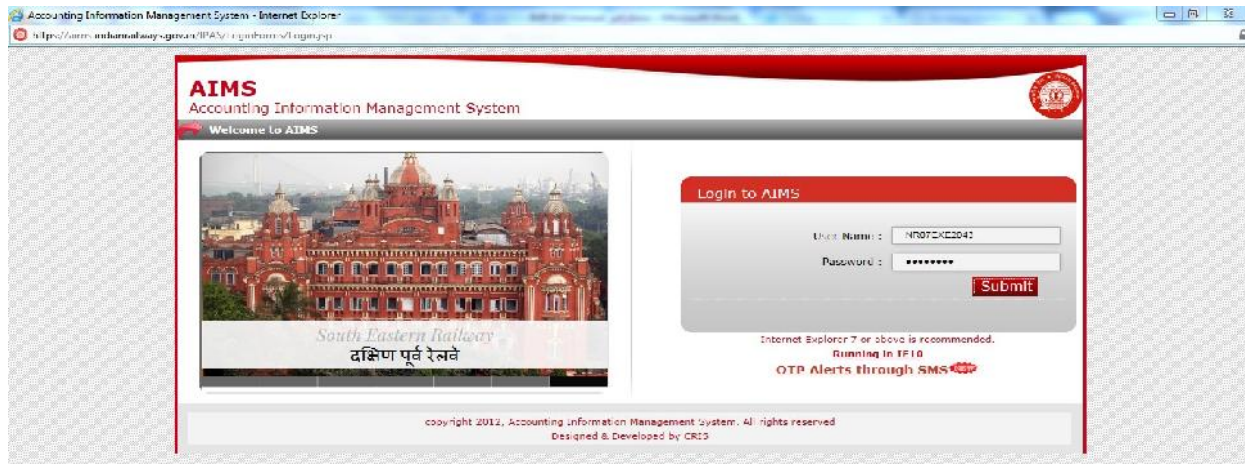 Accounting Information Management System - Internet Explorer
AIMS
Accounting Information Management System
Welcome to AIMS
South Eastern Railway
दक्षिण पूर्व रेलवे
Login to AIMS
User Name :
Password : ••••••••
Submit
Internet Explorer 7 or above is recommended.
Running in IE10
OTP Alerts through SMS
copyright 2012, Accounting Information Management System. All rights reserved
Designed & Developed by CRIS